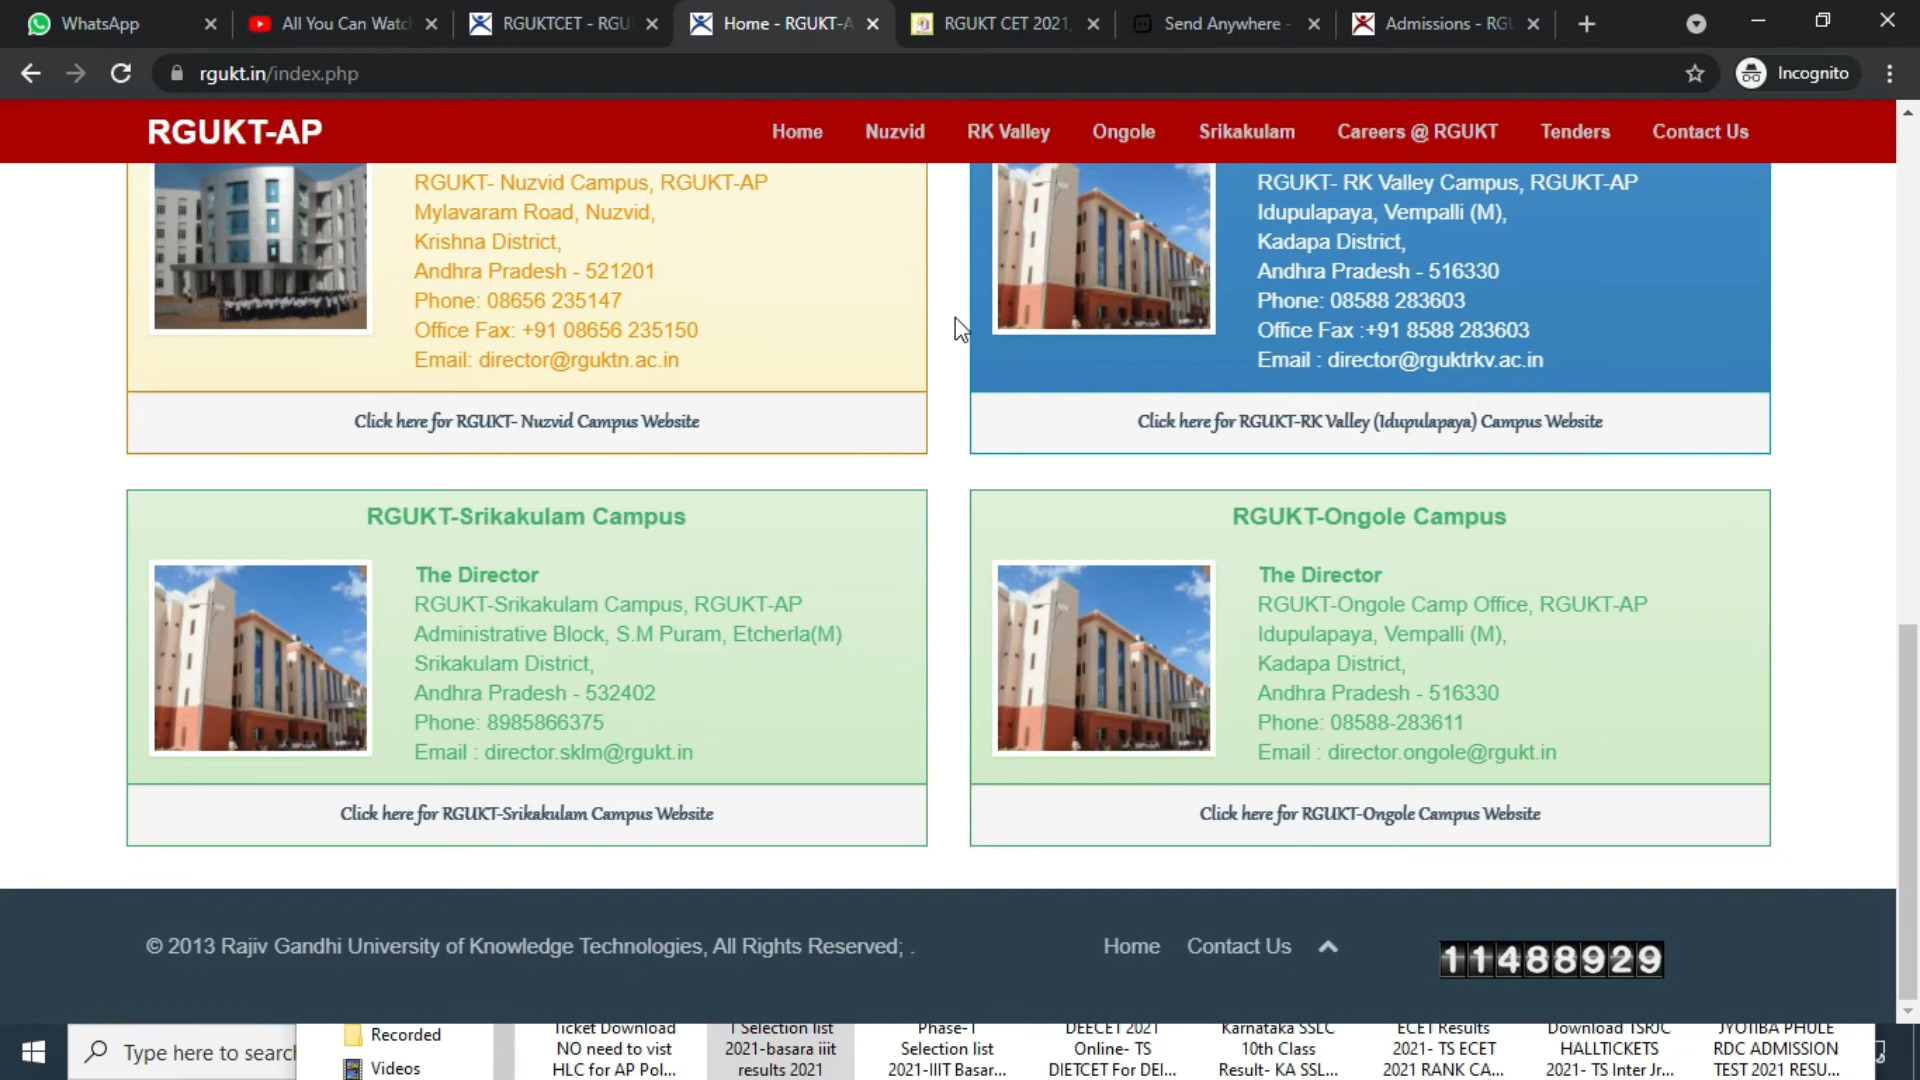 WhatsApp
All You Can Watch
RGUKTCET - RGU
Home - RGUKT-A
RGUKT CET 2021,
Send Anywhere -
Admissions - RGU
rgukt.in/index.php
Incognito
RGUKT-AP
Home
Nuzvid
RK Valley
Ongole
Srikakulam
Careers @ RGUKT
Tenders
Contact Us
RGUKT- Nuzvid Campus, RGUKT-AP
Mylavaram Road, Nuzvid,
Krishna District,
Andhra Pradesh - 521201
Phone: 08656 235147
Office Fax: +91 08656 235150
Email: director@rguktn.ac.in
Click here for RGUKT- Nuzvid Campus Website
RGUKT- RK Valley Campus, RGUKT-AP
Idupulapaya, Vempalli (M),
Kadapa District,
Andhra Pradesh - 516330
Phone: 08588 283603
Office Fax :+91 8588 283603
Email : director@rguktrkv.ac.in
Click here for RGUKT-RK Valley (Idupulapaya) Campus Website
RGUKT-Srikakulam Campus
The Director
RGUKT-Srikakulam Campus, RGUKT-AP
Administrative Block, S.M Puram, Etcherla(M)
Srikakulam District,
Andhra Pradesh - 532402
Phone: 8985866375
Email : director.sklm@rgukt.in
Click here for RGUKT-Srikakulam Campus Website
RGUKT-Ongole Campus
The Director
RGUKT-Ongole Camp Office, RGUKT-AP
Idupulapaya, Vempalli (M),
Kadapa District,
Andhra Pradesh - 516330
Phone: 08588-283611
Email : director.ongole@rgukt.in
Click here for RGUKT-Ongole Campus Website
© 2013 Rajiv Gandhi University of Knowledge Technologies, All Rights Reserved; .
Home
Contact Us
11488929
Type here to search
Recorded
Videos
Ticket Download
NO need to vist
HLC for AP Pol...
1 Selection list
2021-basara iiit
results 2021
Phase-1
Selection list
2021-IIIT Basar...
DEECET 2021
Online- TS
DIETCET For DEI...
Karnataka SSLC
10th Class
Result- KA SSL...
ECET Results
2021- TS ECET
2021 RANK CA...
Download TSRJC
HALLTICKETS
2021- TS Inter Jr...
JYOTIBA PHULE
RDC ADMISSION
TEST 2021 RESU...